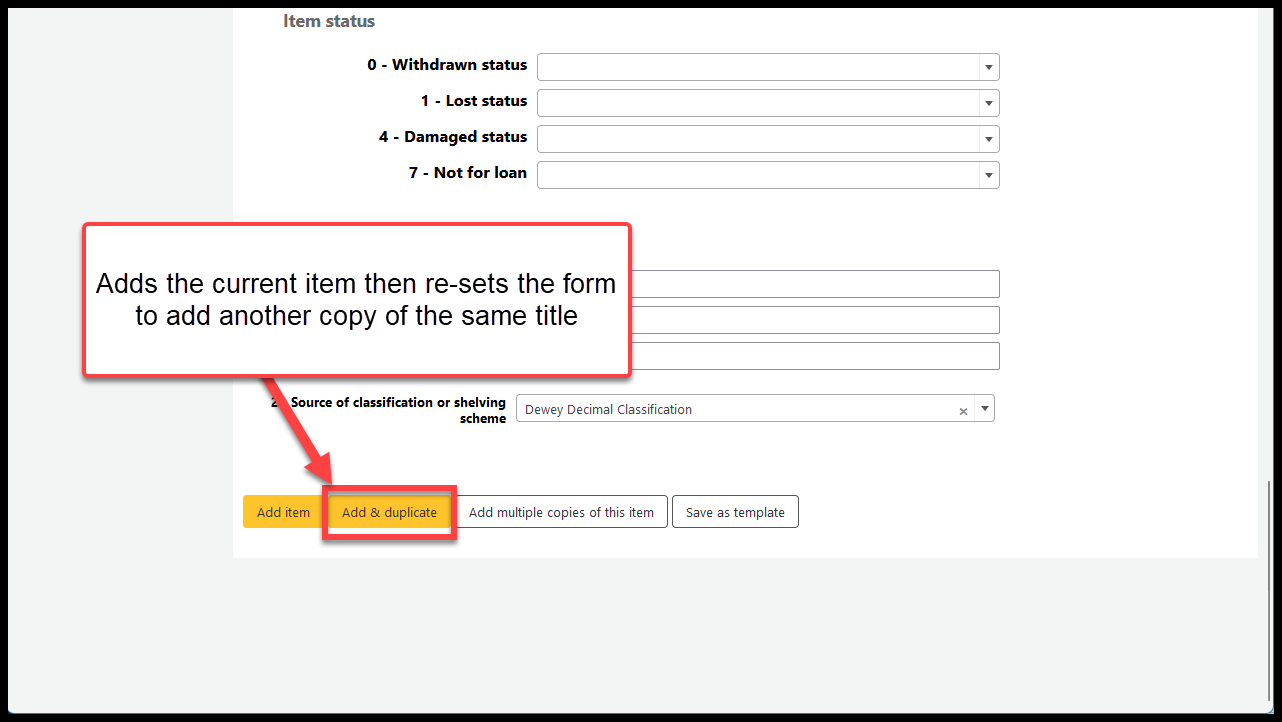 Item status
0 - Withdrawn status
1 - Lost status
4 - Damaged status
7 - Not for loan
Adds the current item then re-sets the form
to add another copy of the same title
2 Source of classification or shelving
scheme
Dewey Decimal Classification
×
Add item
Add & duplicate
Add multiple copies of this item
Save as template